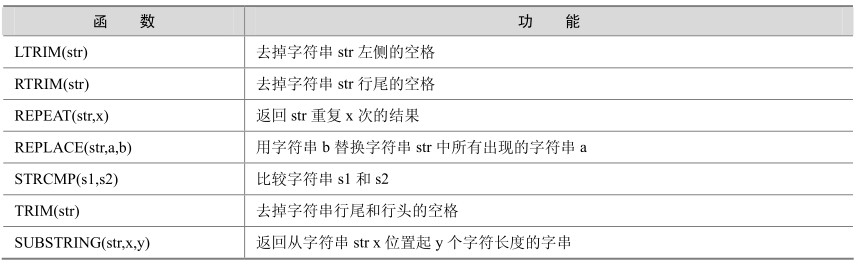 函 数 功 能
LTRIM(str) 去掉字符串 str 左侧的空格
RTRIM(str) 去掉字符串 str 行尾的空格
REPEAT(str,x) 返回 str 重复 x 次的结果
REPLACE(str,a,b) 用字符串 b 替换字符串 str 中所有出现的字符串 a
STRCMP(s1,s2) 比较字符串 s1 和 s2
TRIM(str) 去掉字符串行尾和行头的空格
SUBSTRING(str,x,y) 返回从字符串 str x 位置起 y 个字符长度的字串